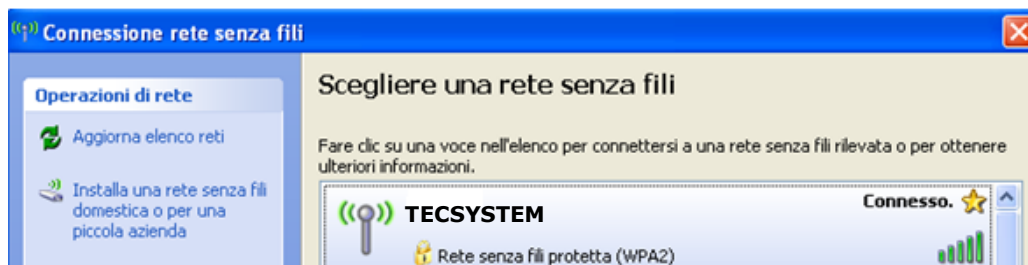 Connessione rete senza fili
Operazioni di rete
Aggiorna elenco reti
Installa una rete senza fili
domestica o per una
piccola azienda
Scegliere una rete senza fili
Fare clic su una voce nell'elenco per connettersi a una rete senza fili rilevata o per ottenere
ulteriori informazioni.
TECSYSTEM
Connesso.
Rete senza fili protetta (WPA2)